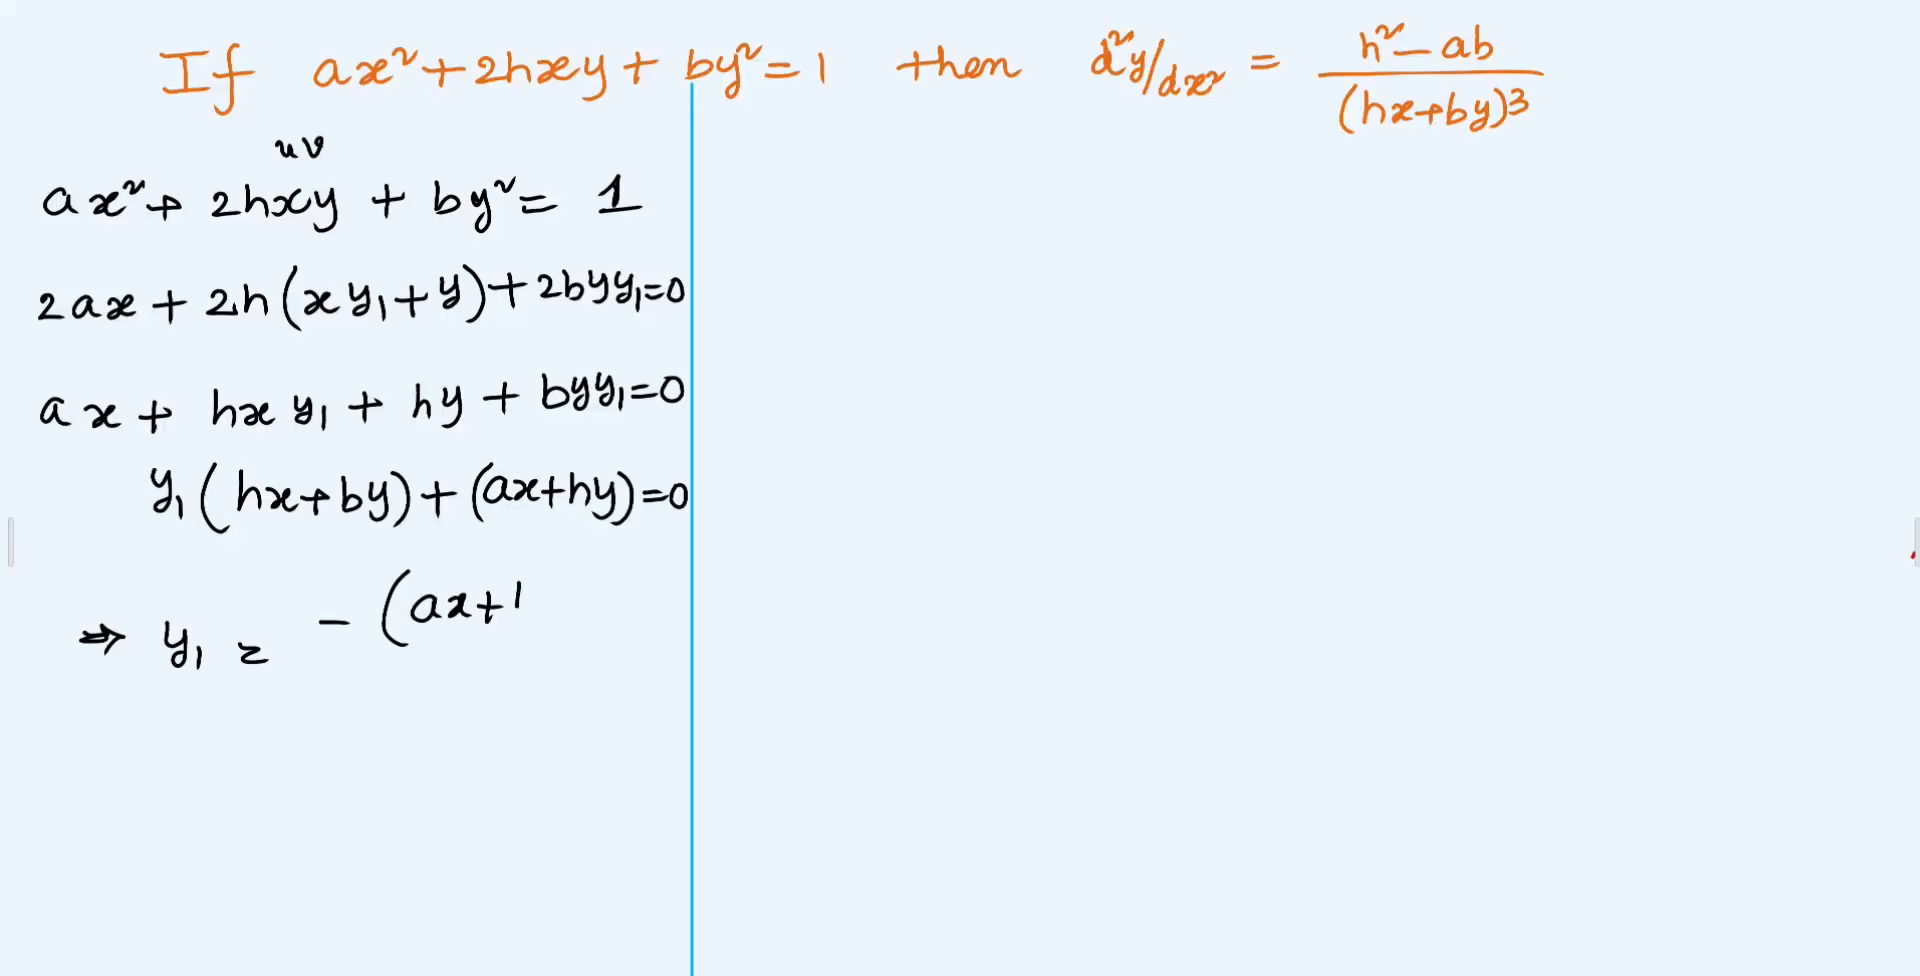 If ax²+2hxy+by²=1 then d²y/dx² = h²-ab/(hx+by)3
uv
ax²+ 2hxy + by²= 1
2ax + 2h(xy₁+y)+2byy₁=0
ax + hxy₁ + hy + byy₁=0
y₁(hx+by)+(ax+hy)=0
⇒ y₁ = -(ax+1